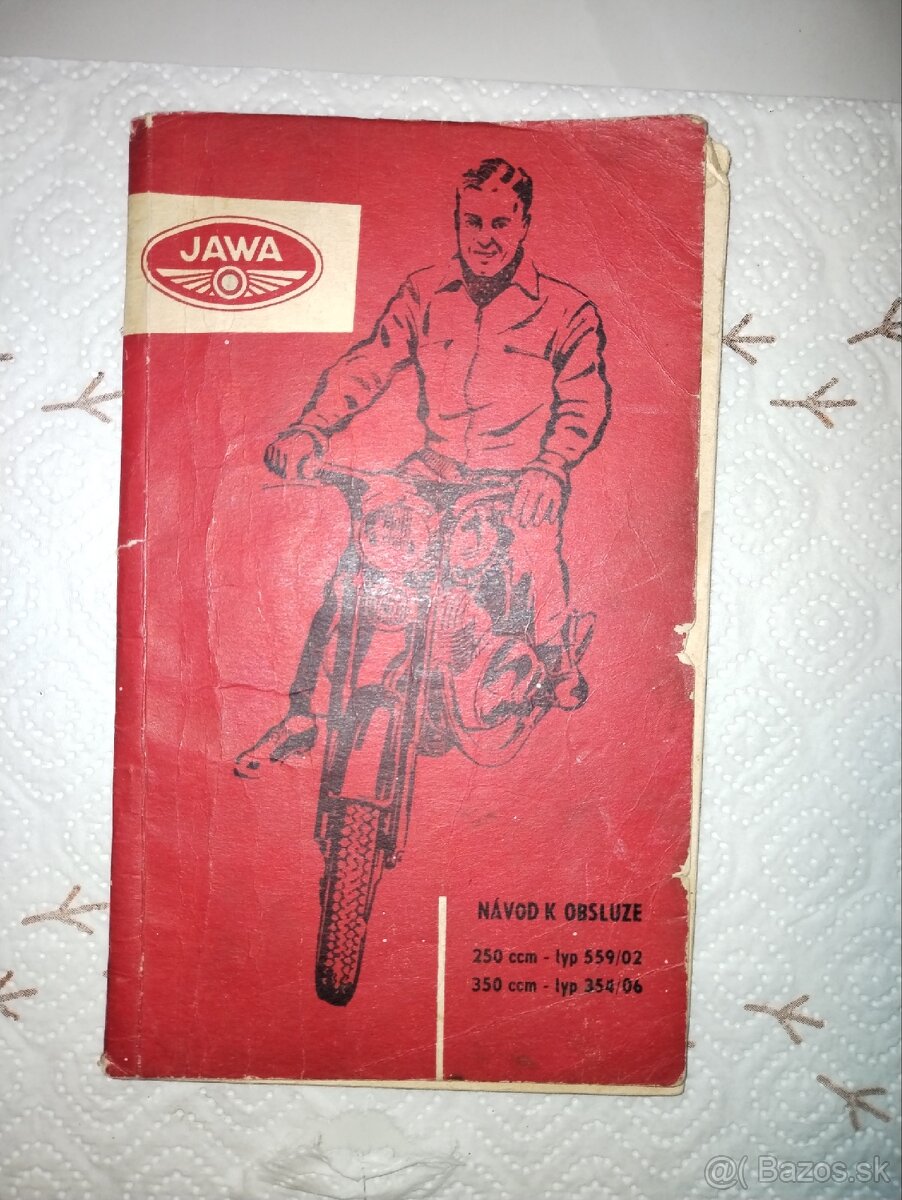 JAWA
NÁVOD K OBSLUZE
250 ccm - typ 559/02
350 ccm - typ 354/06
@( Bazos.sk